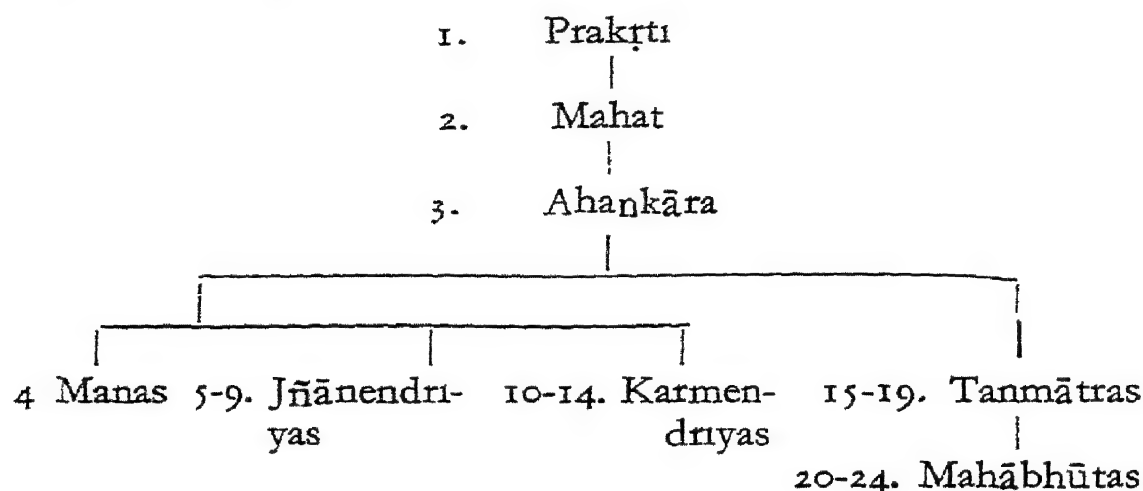 1. Prakṛti
2. Mahat
3. Ahankāra
4 Manas 5-9. Jñānendri- 10-14. Karmen- 15-19. Tanmātras
yas driyas
20-24. Mahābhūtas